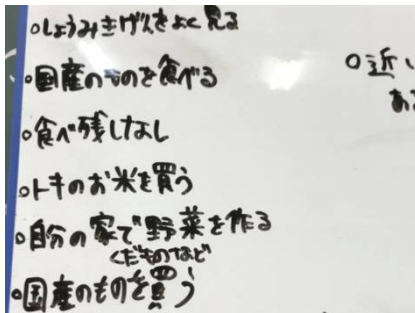 ○しょうみきげんをよく見る
○国産のものを食べる
○食べ残しなし
○トキのお米を買う
○自分の家で野菜を作る
くだものなど
○国産のものを買う
○近い
ある